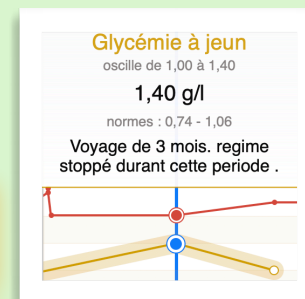 Glycémie à jeun
oscille de 1,00 à 1,40
1,40 g/l
normes : 0,74 - 1,06
Voyage de 3 mois. regime
stoppé durant cette periode .